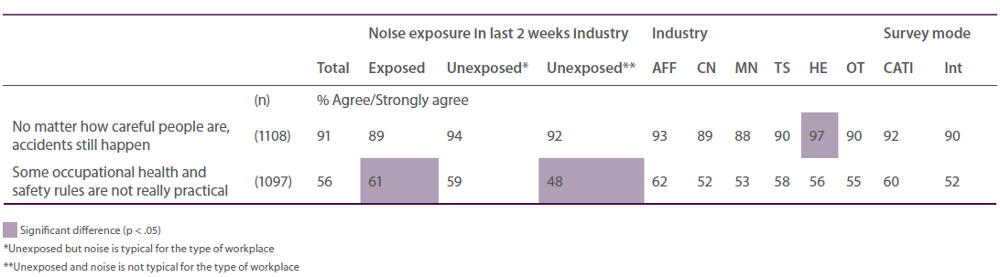 Noise exposure in last 2 weeks industry Industry Survey mode
Total Exposed Unexposed* Unexposed** AFF CN MN TS HE OT CATI Int
(n) % Agree/Strongly agree
No matter how careful people are,
accidents still happen (1108) 91 89 94 92 93 89 88 90 97 90 92 90
Some occupational health and
safety rules are not really practical (1097) 56 61 59 48 62 52 53 58 56 55 60 52
Significant difference (p < .05)
*Unexposed but noise is typical for the type of workplace
**Unexposed and noise is not typical for the type of workplace